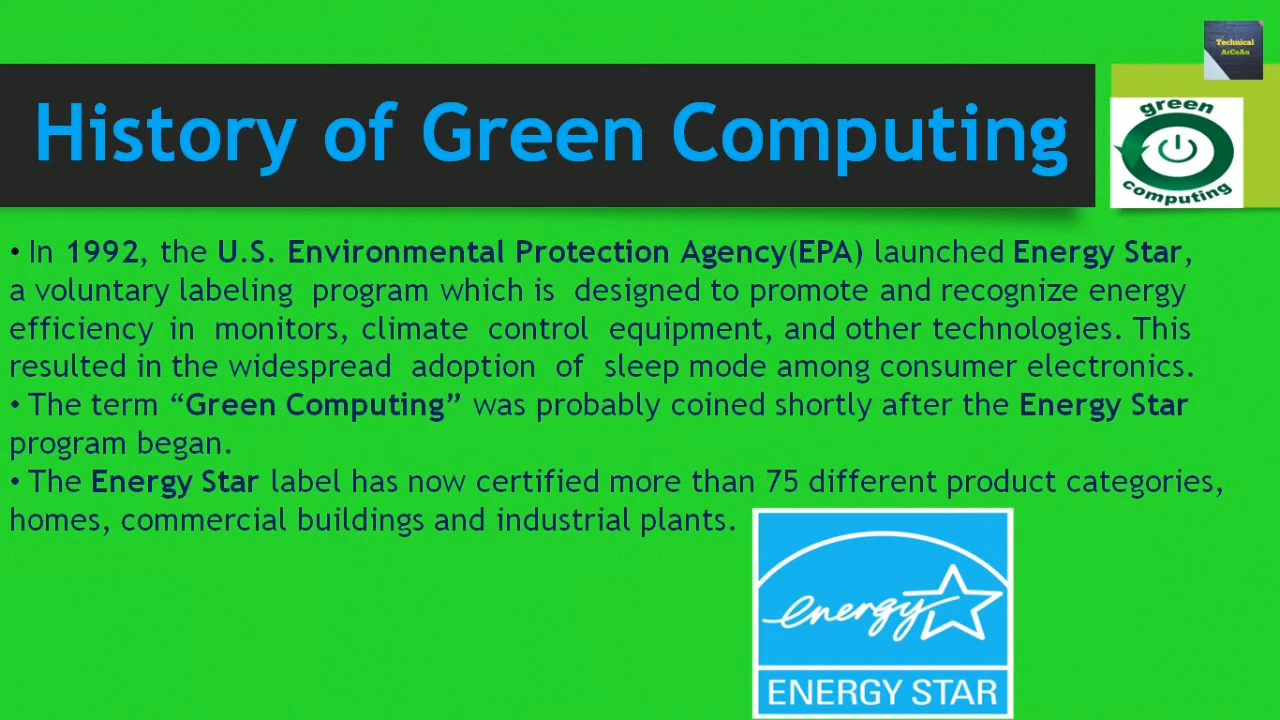 Technical
ArCoAn
History of Green Computing
green
computing
• In 1992, the U.S. Environmental Protection Agency(EPA) launched Energy Star,
a voluntary labeling program which is designed to promote and recognize energy
efficiency in monitors, climate control equipment, and other technologies. This
resulted in the widespread adoption of sleep mode among consumer electronics.
• The term “Green Computing” was probably coined shortly after the Energy Star
program began.
• The Energy Star label has now certified more than 75 different product categories,
homes, commercial buildings and industrial plants.
energy
ENERGY STAR